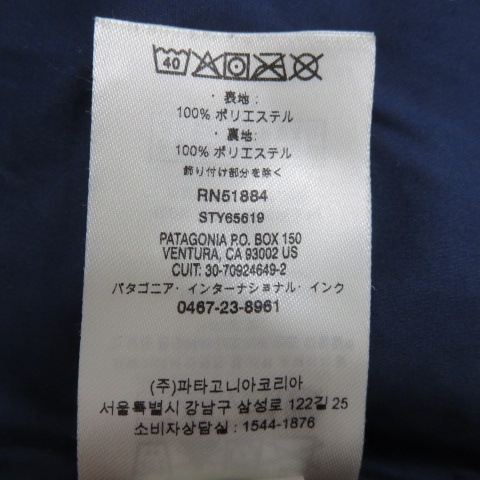 40
・表地：
100% ポリエステル
・裏地：
100% ポリエステル
飾り付け部分を除く
RN51884
STY65619
PATAGONIA P.O. BOX 150
VENTURA, CA 93002 US
CUIT: 30-70924649-2
パタゴニア・インターナショナル・インク
0467-23-8961
(주)파타고니아코리아
서울특별시 강남구 삼성로 122길 25
소비자상담실 : 1544-1876